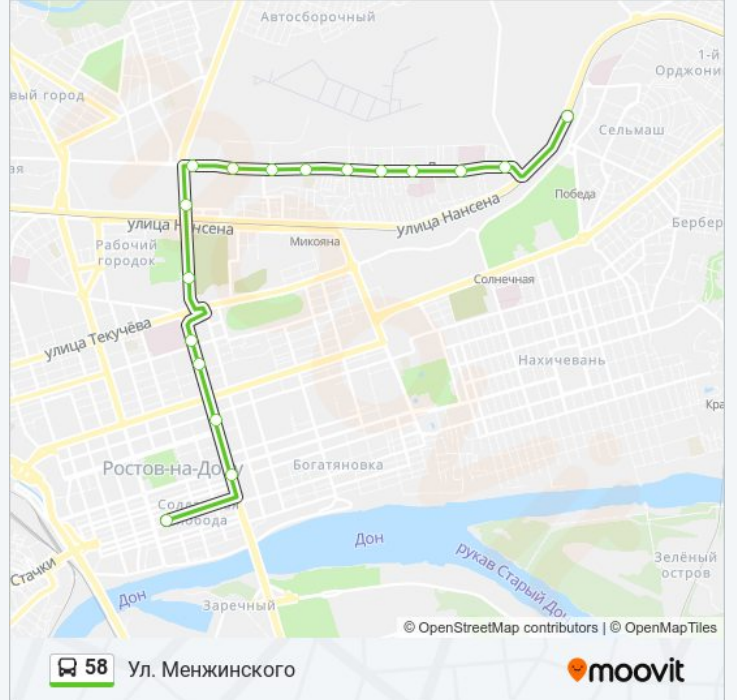 Автосборочный
1-й
Орджони
вый город
Сельмаш
ая
Победа
улица Нансена
улица Нансена
Бербер
Рабочий
городок
Микояна
Солнечная
улица Текучёва
Нахичевань
Кра
Ростов-на-Дону
Богатяновка
слобода
Дон
Стачки
рукав Старый Дон
Зелёный
остров
Дон
Заречный
© OpenStreetMap contributors | © OpenMapTiles
58 Ул. Менжинского
moovit